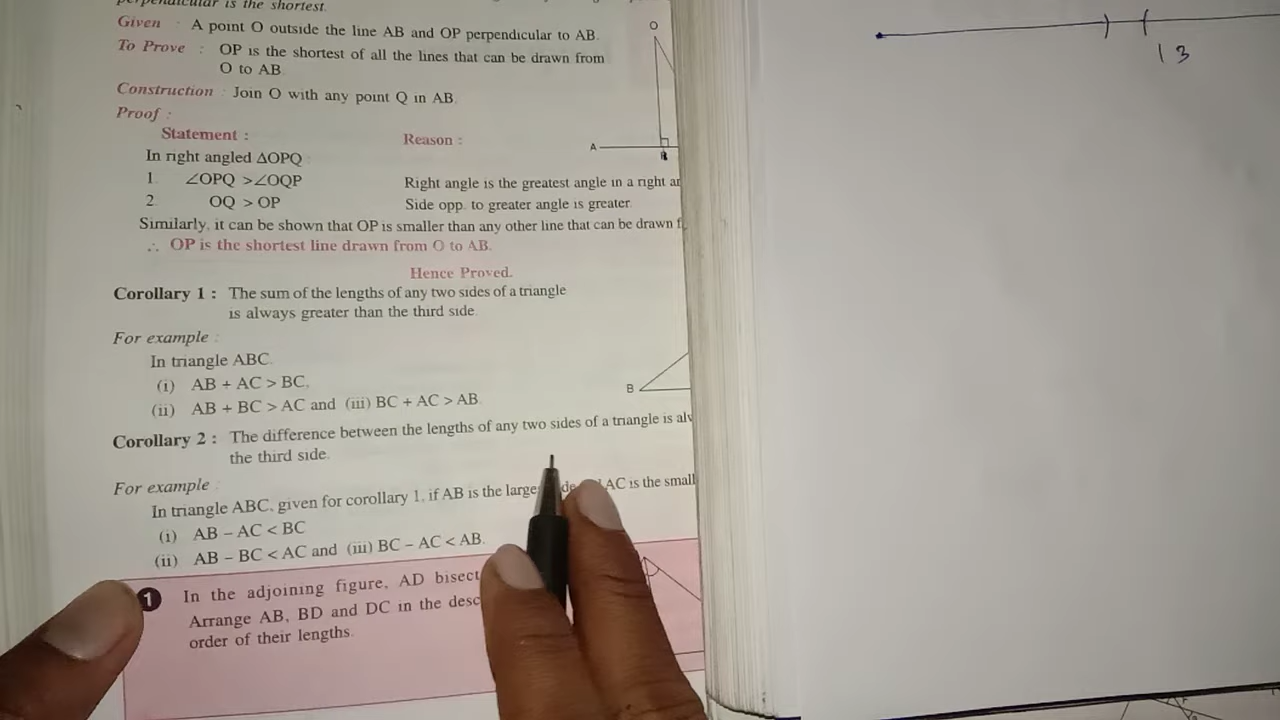 perpendicular is the shortest.
Given : A point O outside the line AB and OP perpendicular to AB.
To Prove : OP is the shortest of all the lines that can be drawn from
O to AB.
Construction : Join O with any point Q in AB.
Proof :
Statement : Reason :
In right angled ΔOPQ :
1. ∠OPQ >∠OQP Right angle is the greatest angle in a right
2. OQ > OP Side opp. to greater angle is greater.
Similarly, it can be shown that OP is smaller than any other line that can be drawn
∴ OP is the shortest line drawn from O to AB.
Hence Proved.
Corollary 1 : The sum of the lengths of any two sides of a triangle
is always greater than the third side.
For example :
In triangle ABC.
(i) AB + AC > BC,
(ii) AB + BC > AC and (iii) BC + AC > AB.
Corollary 2 : The difference between the lengths of any two sides of a triangle is
the third side.
For example :
In triangle ABC, given for corollary 1, if AB is the AC is the
(i) AB – AC < BC
(ii) AB – BC < AC and (iii) BC – AC < AB.
1 In the adjoining figure, AD
Arrange AB, BD and DC in the
order of their lengths.
O
A
B
13